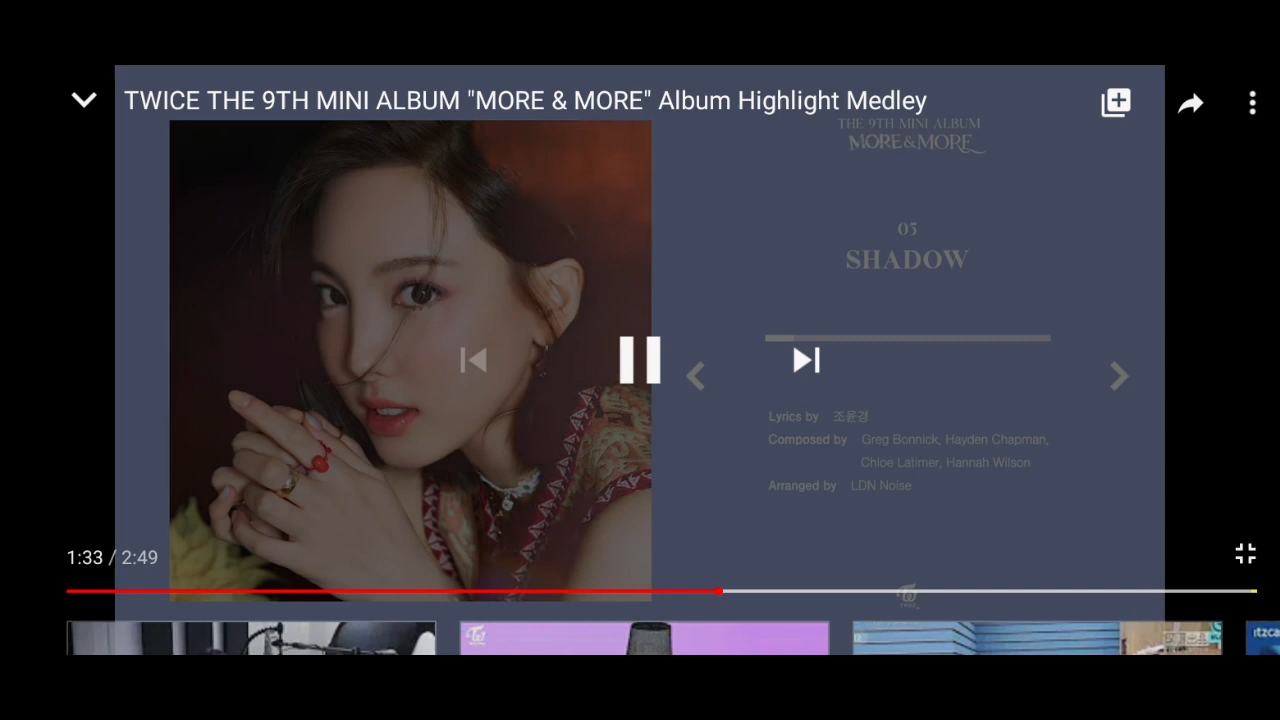 TWICE THE 9TH MINI ALBUM "MORE & MORE" Album Highlight Medley
THE 9TH MINI ALBUM
MORE & MORE
05
SHADOW
Lyrics by 조윤경
Composed by Greg Bonnick, Hayden Chapman,
Chloe Latimer, Hannah Wilson
Arranged by LDN Noise
1:33 / 2:49
itzca